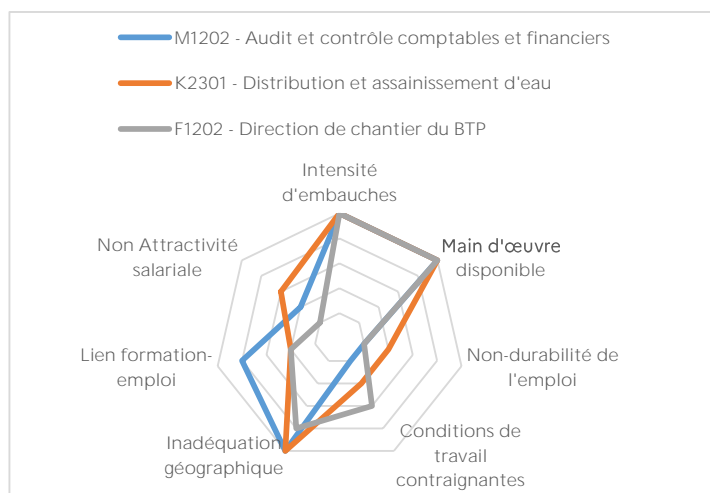 M1202 - Audit et contrôle comptables et financiers
K2301 - Distribution et assainissement d'eau
F1202 - Direction de chantier du BTP
Intensité
d'embauches
Non Attractivité
salariale
Main d'œuvre
disponible
Lien formation-
emploi
Non-durabilité de
l'emploi
Inadéquation
géographique
Conditions de
travail
contraignantes